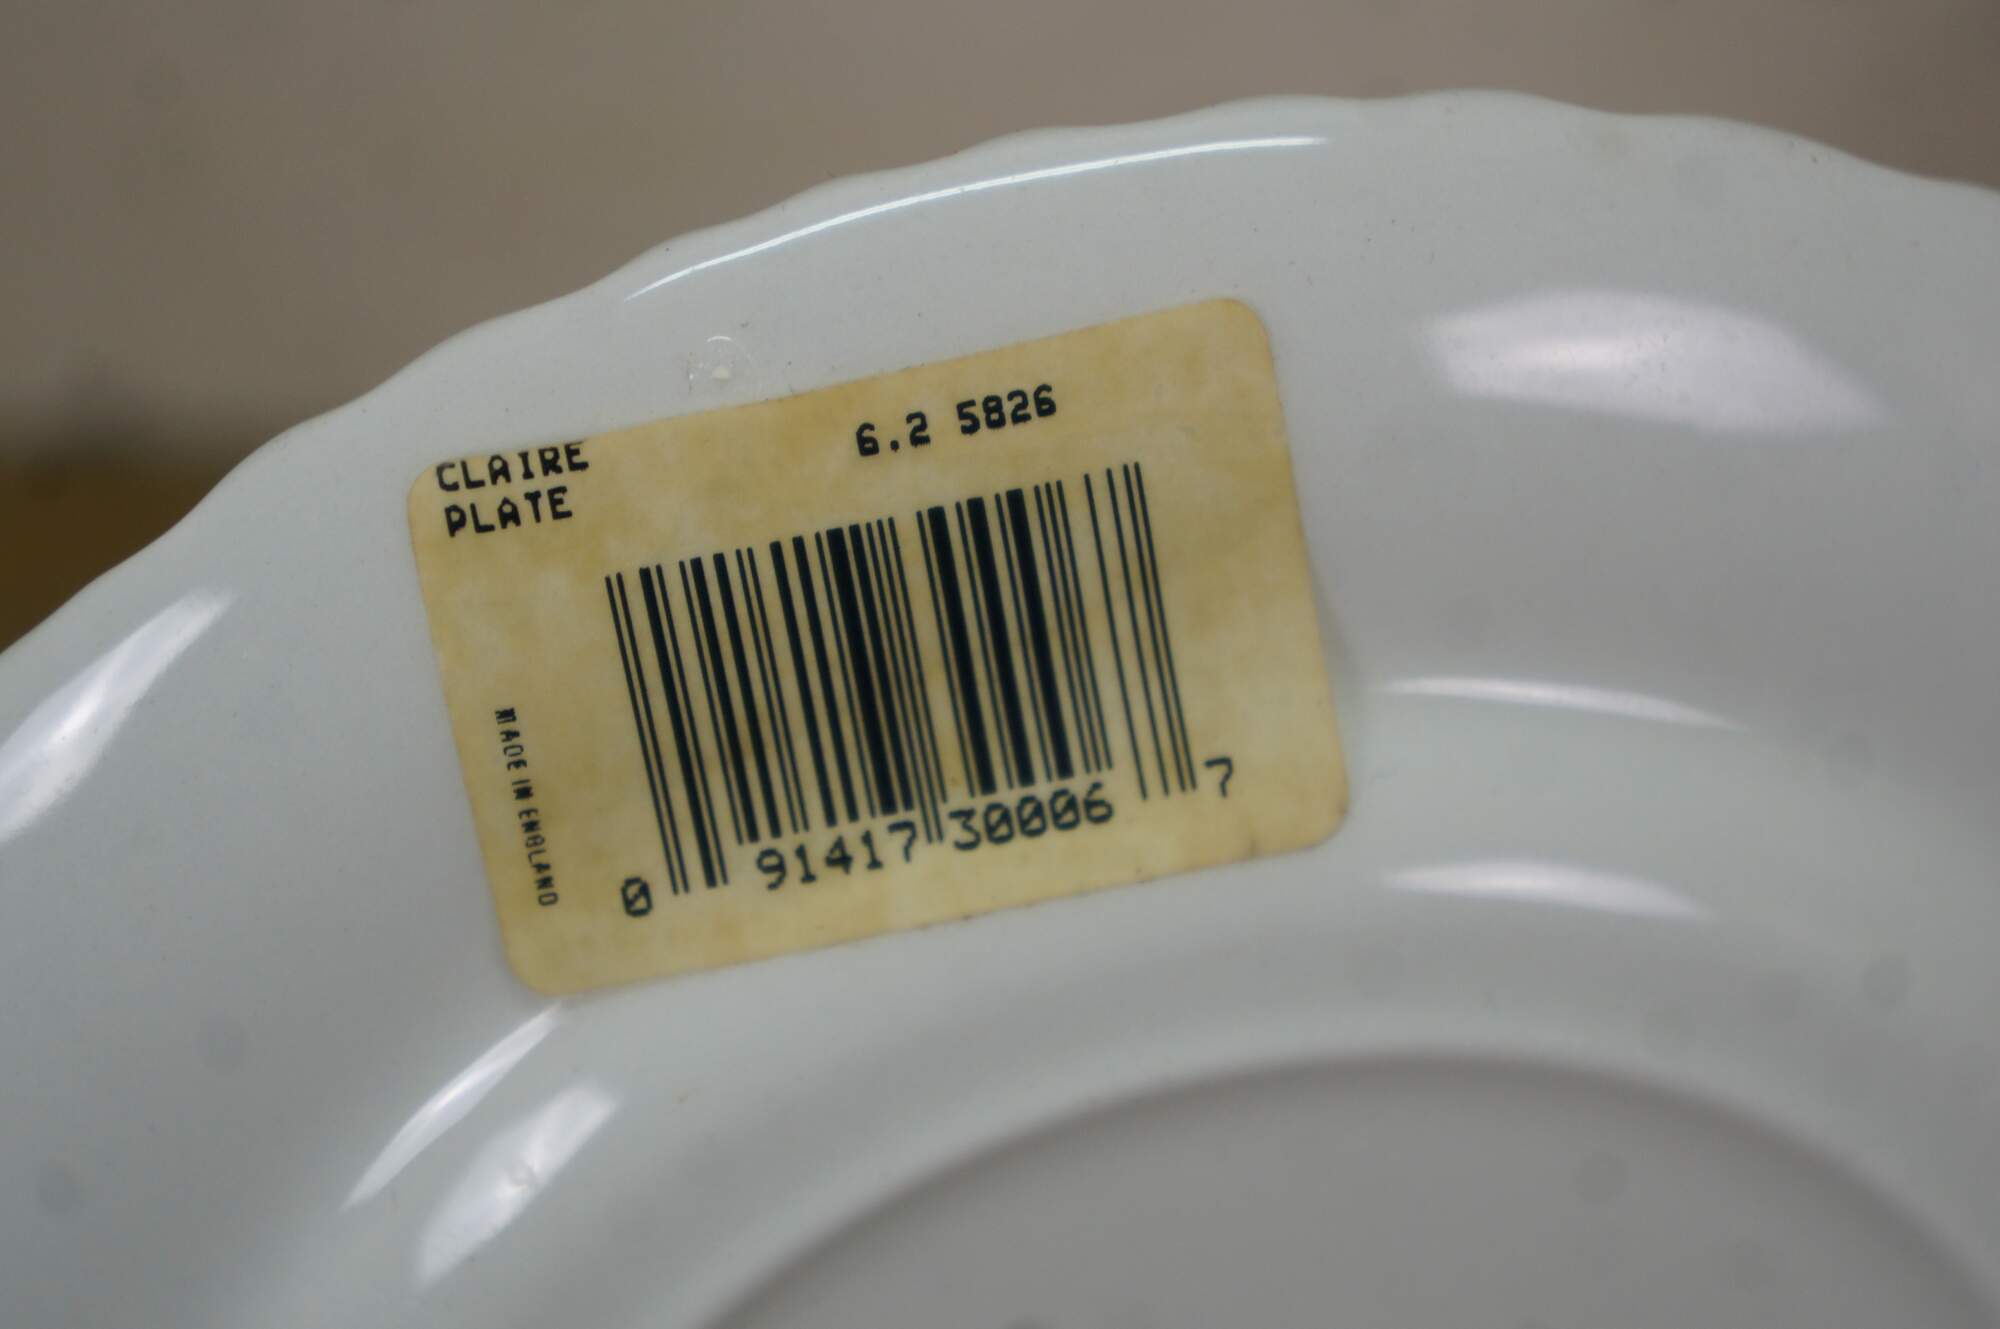 CLAIRE 6.2 5826
PLATE
MADE IN ENGLAND
0 91417 30006 7